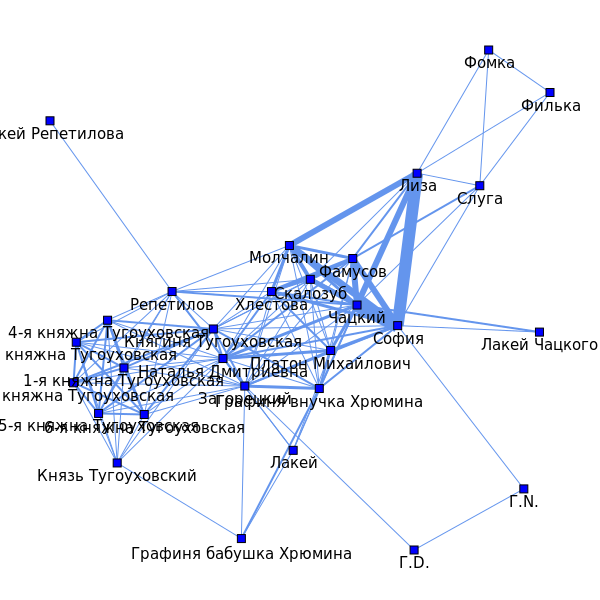 Фомка
Филька
кей Репетилова
Лиза
Слуга
Молчалин
Фамусов
Скалозуб
Репетилов
Хлестова
Чацкий
4-я княжна Тугоуховская
Княгиня Тугоуховская
София
Лакей Чацкого
княжна Тугоуховская
Платон Михайлович
Наталья Дмитриевна
1-я княжна Тугоуховская
княжна Тугоуховская
Загорецкий
Графиня внучка Хрюмина
5-я княжна Тугоуховская
6-я княжна Тугоуховская
Лакей
Князь Тугоуховский
Г.N.
Графиня бабушка Хрюмина
Г.D.